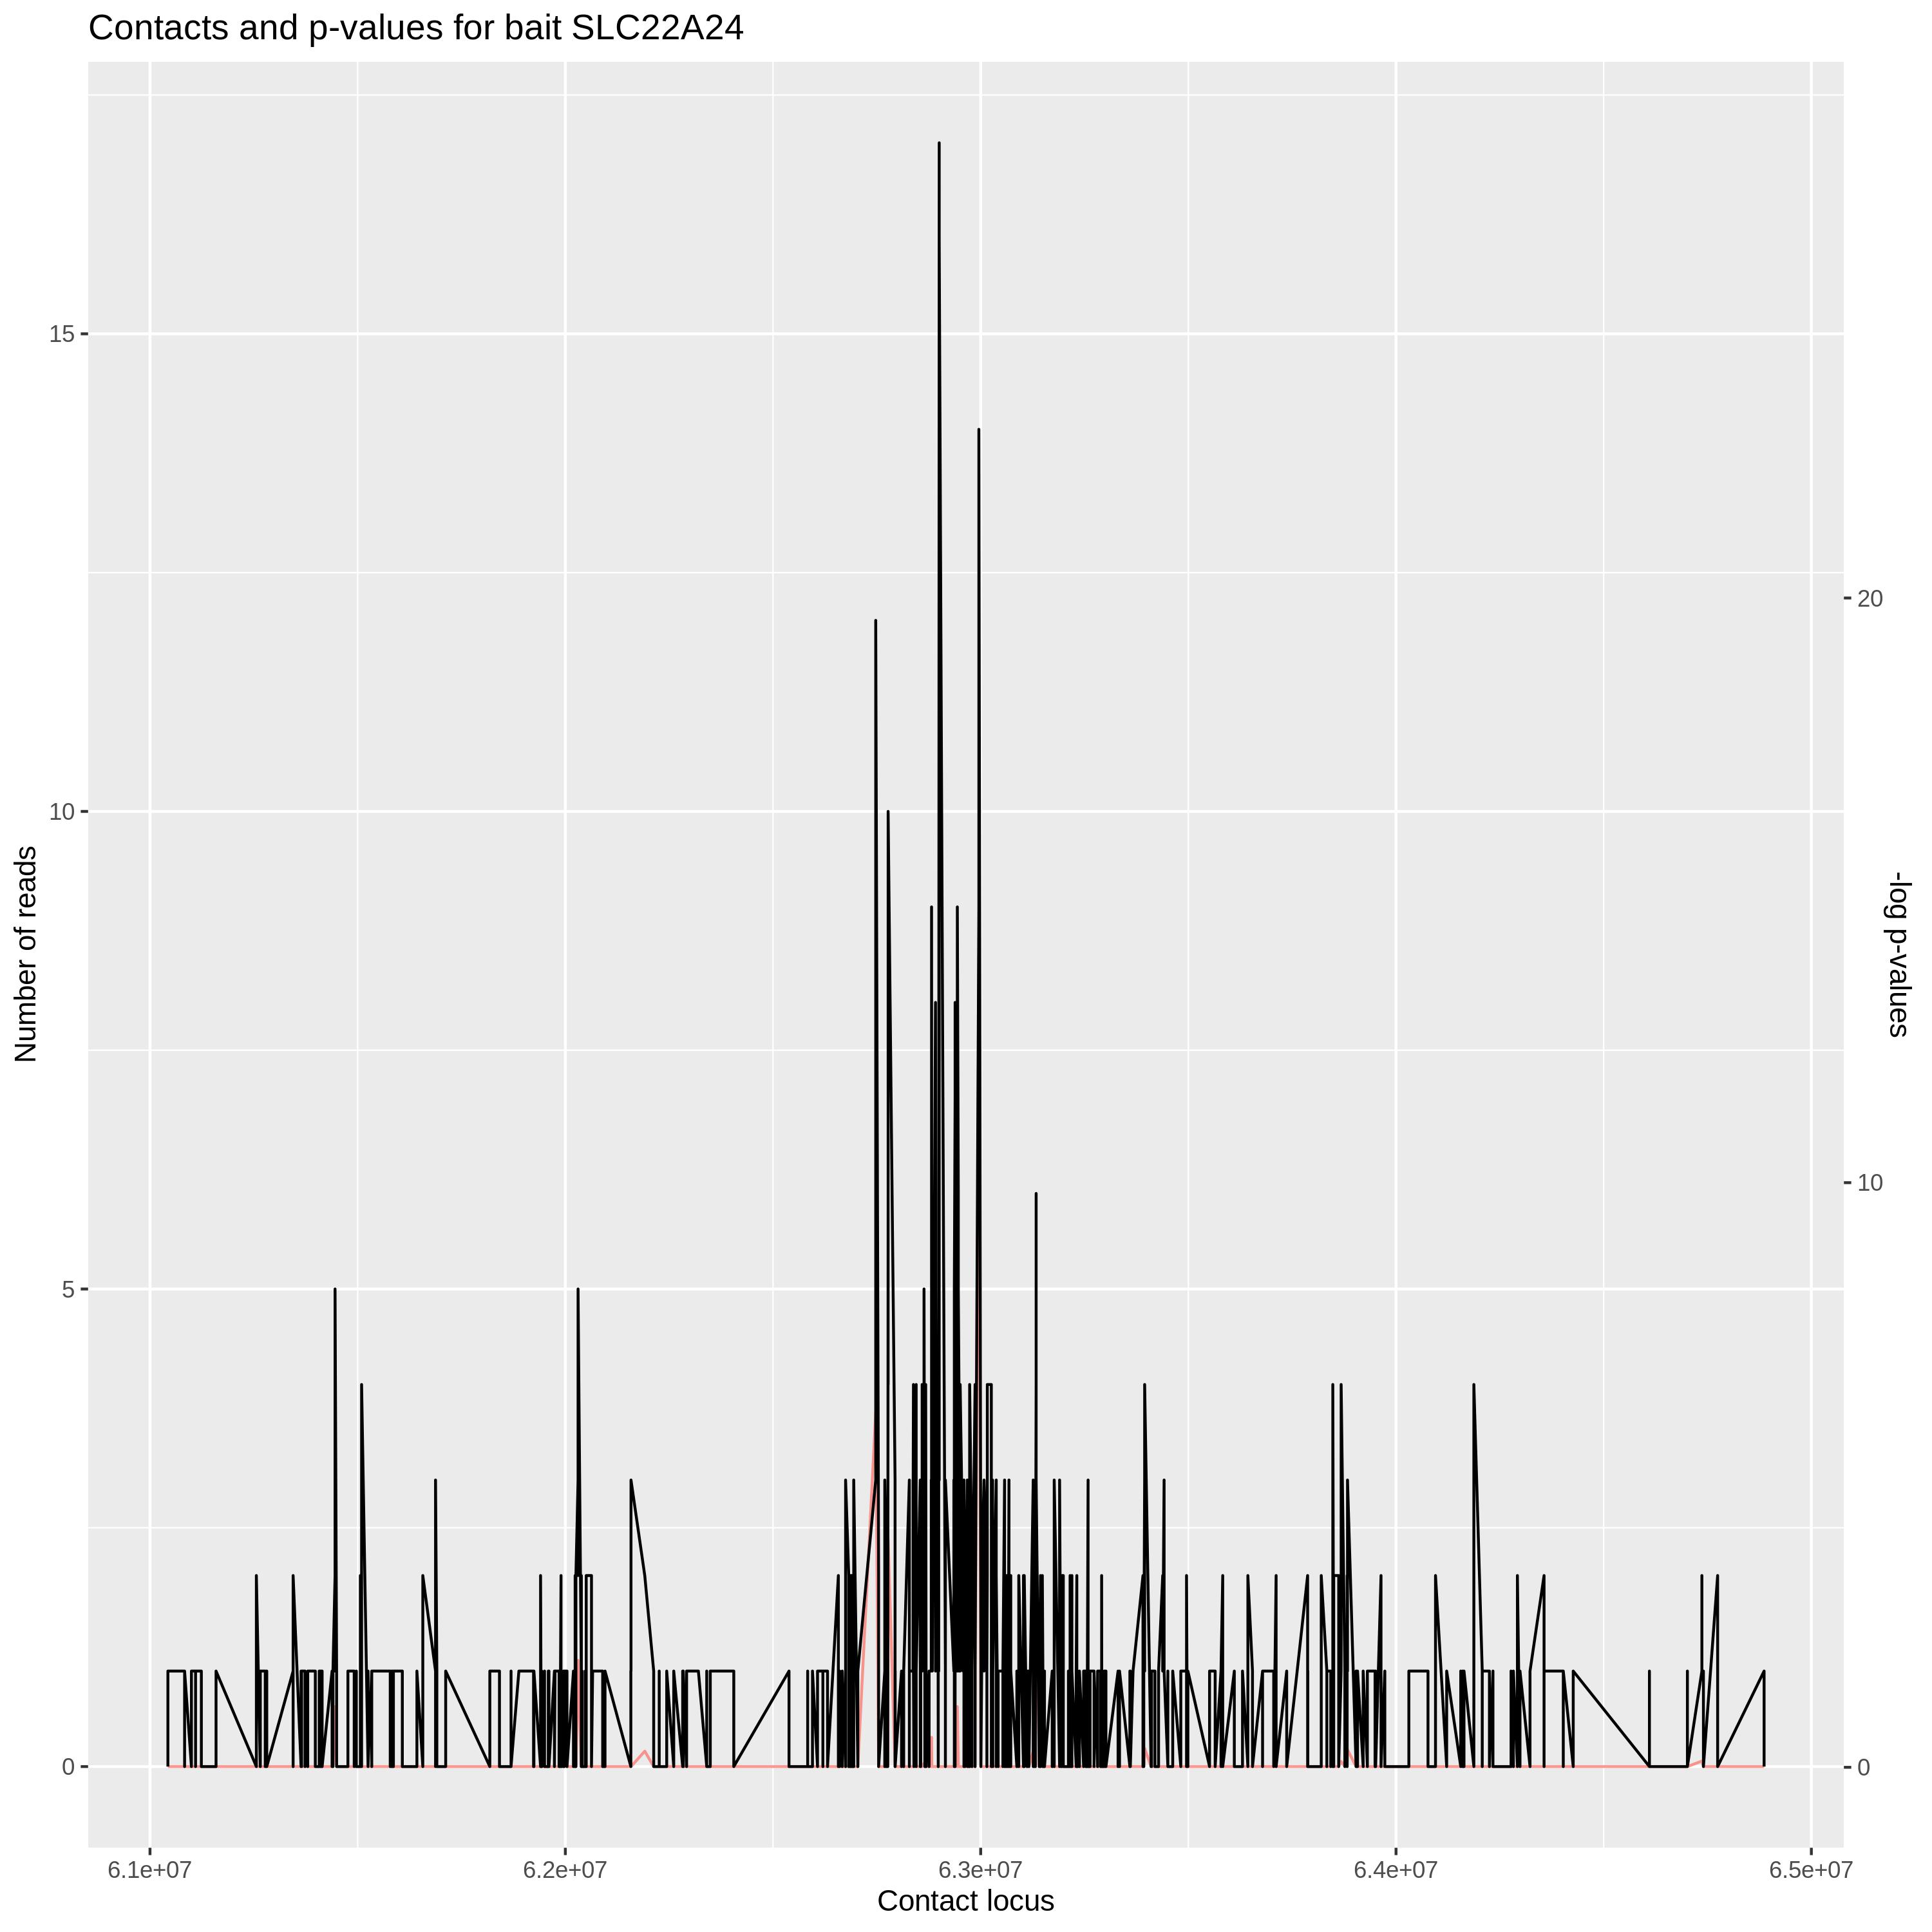 Contacts and p-values for bait SLC22A24
15
10
5
0
Number of reads
20
10
0
-log p-values
6.1e+07 6.2e+07 6.3e+07 6.4e+07 6.5e+07
Contact locus